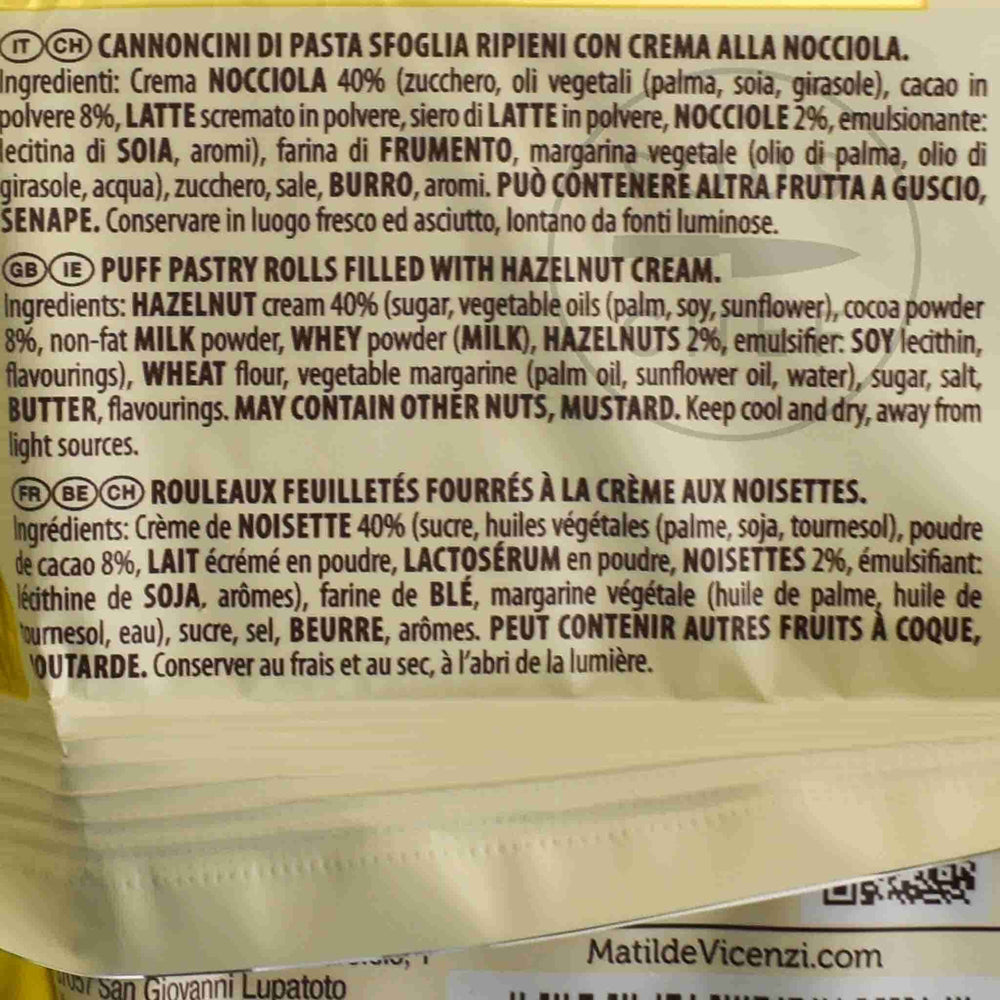 IT CH CANNONCINI DI PASTA SFOGLIA RIPIENI CON CREMA ALLA NOCCIOLA.
Ingredienti: Crema NOCCIOLA 40% (zucchero, oli vegetali (palma, soia, girasole), cacao in
polvere 8%, LATTE scremato in polvere, siero di LATTE in polvere, NOCCIOLE 2%, emulsionante:
lecitina di SOIA, aromi), farina di FRUMENTO, margarina vegetale (olio di palma, olio di
girasole, acqua), zucchero, sale, BURRO, aromi. PUÒ CONTENERE ALTRA FRUTTA A GUSCIO,
SENAPE. Conservare in luogo fresco ed asciutto, lontano da fonti luminose.
GB IE PUFF PASTRY ROLLS FILLED WITH HAZELNUT CREAM.
Ingredients: HAZELNUT cream 40% (sugar, vegetable oils (palm, soy, sunflower), cocoa powder
8%, non-fat MILK powder, WHEY powder (MILK), HAZELNUTS 2%, emulsifier: SOY lecithin,
flavourings), WHEAT flour, vegetable margarine (palm oil, sunflower oil, water), sugar, salt,
BUTTER, flavourings. MAY CONTAIN OTHER NUTS, MUSTARD. Keep cool and dry, away from
light sources.
FR BE CH ROULEAUX FEUILLETÉS FOURRÉS À LA CRÈME AUX NOISETTES.
Ingrédients: Crème de NOISETTE 40% (sucre, huiles végétales (palme, soja, tournesol), poudre
de cacao 8%, LAIT écrémé en poudre, LACTOSÉRUM en poudre, NOISETTES 2%, émulsifiant:
lécithine de SOJA, arômes), farine de BLÉ, margarine végétale (huile de palme, huile de
tournesol, eau), sucre, sel, BEURRE, arômes. PEUT CONTENIR AUTRES FRUITS À COQUE,
OUTARDE. Conserver au frais et au sec, à l'abri de la lumière.
MatildeVicenzi.com
San Giovanni Lupatoto